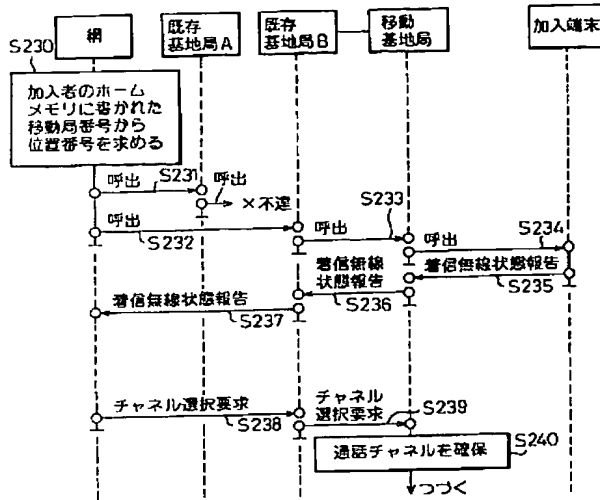 網
既存
基地局A
既存
基地局B
移動
基地局
加入端末
S230
加入者のホーム
メモリに書かれた
移動局番号から
位置番号を求める
呼出
S231
呼出
×不達
呼出
S232
呼出
S233
呼出
S234
着信無線状態報告
S235
着信無線
状態報告
S236
着信無線状態報告
S237
チャネル選択要求
S238
チャネル
選択要求
S239
通話チャネルを確保
S240
つづく